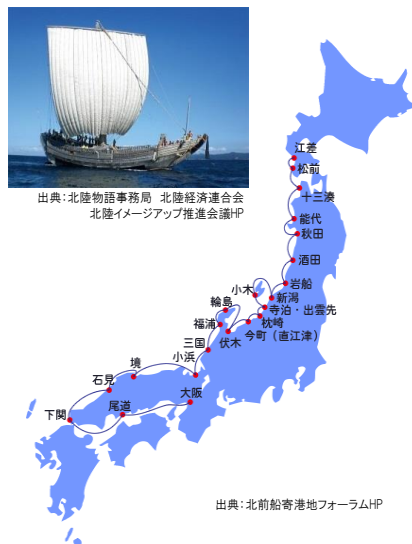 出典：北陸物語事務局　北陸経済連合会
北陸イメージアップ推進会議HP
江差
松前
十三湊
能代
秋田
酒田
岩船
小木
新潟
輪島
寺泊・出雲先
枕崎
福浦
今町（直江津）
伏木
三国
小浜
境
石見
大阪
尾道
下関
出典：北前船寄港地フォーラムHP